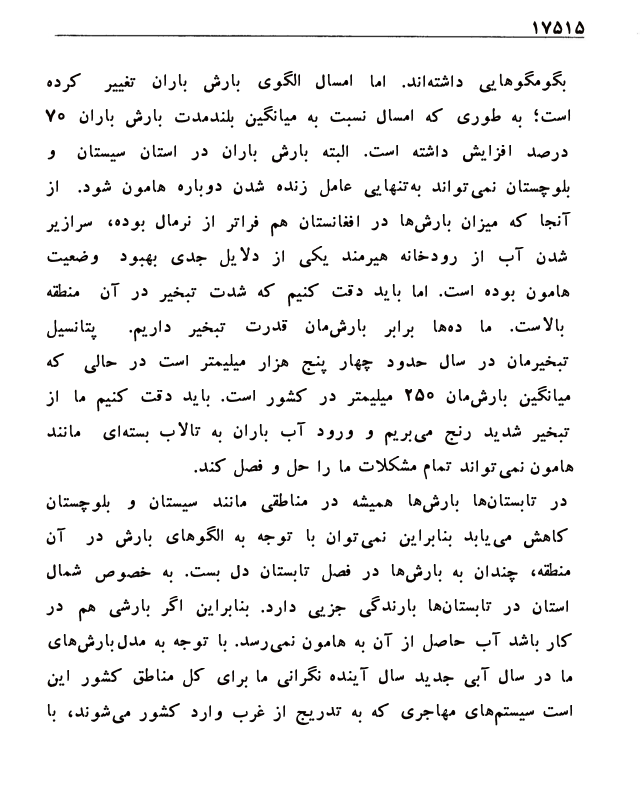 ۱۷۵۱۵
بگومگوهایی داشته‌اند. اما امسال الگوی بارش باران تغییر کرده
است؛ به طوری که امسال نسبت به میانگین بلندمدت بارش باران ۷۰
درصد افزایش داشته است. البته بارش باران در استان سیستان و
بلوچستان نمی‌تواند به‌تنهایی عامل زنده شدن دوباره هامون شود. از
آنجا که میزان بارش‌ها در افغانستان هم فراتر از نرمال بوده، سرازیر
شدن آب از رودخانه هیرمند یکی از دلایل جدی بهبود وضعیت
هامون بوده است. اما باید دقت کنیم که شدت تبخیر در آن منطقه
بالاست. ما ده‌ها برابر بارش‌مان قدرت تبخیر داریم. پتانسیل
تبخیرمان در سال حدود چهار پنج هزار میلیمتر است در حالی که
میانگین بارش‌مان ۲۵۰ میلیمتر در کشور است. باید دقت کنیم ما از
تبخیر شدید رنج می‌بریم و ورود آب باران به تالاب بسته‌ای مانند
هامون نمی‌تواند تمام مشکلات ما را حل و فصل کند.
در تابستان‌ها بارش‌ها همیشه در مناطقی مانند سیستان و بلوچستان
کاهش می‌یابد بنابراین نمی‌توان با توجه به الگوهای بارش در آن
منطقه، چندان به بارش‌ها در فصل تابستان دل بست. به خصوص شمال
استان در تابستان‌ها بارندگی جزیی دارد. بنابراین اگر بارشی هم در
کار باشد آب حاصل از آن به هامون نمی‌رسد. با توجه به مدل‌بارش‌های
ما در سال آبی جدید سال آینده نگرانی ما برای کل مناطق کشور این
است سیستم‌های مهاجری که به تدریج از غرب وارد کشور می‌شوند، با